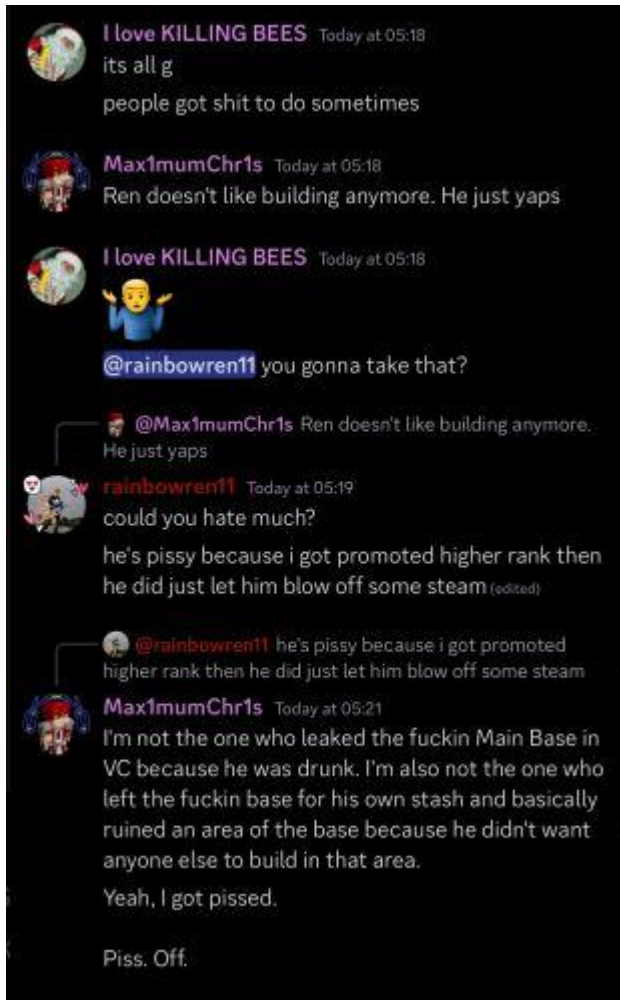 I love KILLING BEES Today at 05:18
its all g
people got shit to do sometimes
Max1mumChr1s Today at 05:18
Ren doesn't like building anymore. He just yaps
I love KILLING BEES Today at 05:18
@rainbowren11 you gonna take that?
@Max1mumChr1s Ren doesn't like building anymore.
He just yaps
rainbowren11 Today at 05:19
could you hate much?
he's pissy because i got promoted higher rank then
he did just let him blow off some steam (edited)
@rainbowren11 he's pissy because i got promoted
higher rank then he did just let him blow off some steam
Max1mumChr1s Today at 05:21
I'm not the one who leaked the fuckin Main Base in
VC because he was drunk. I'm also not the one who
left the fuckin base for his own stash and basically
ruined an area of the base because he didn't want
anyone else to build in that area.
Yeah, I got pissed.
Piss. Off.